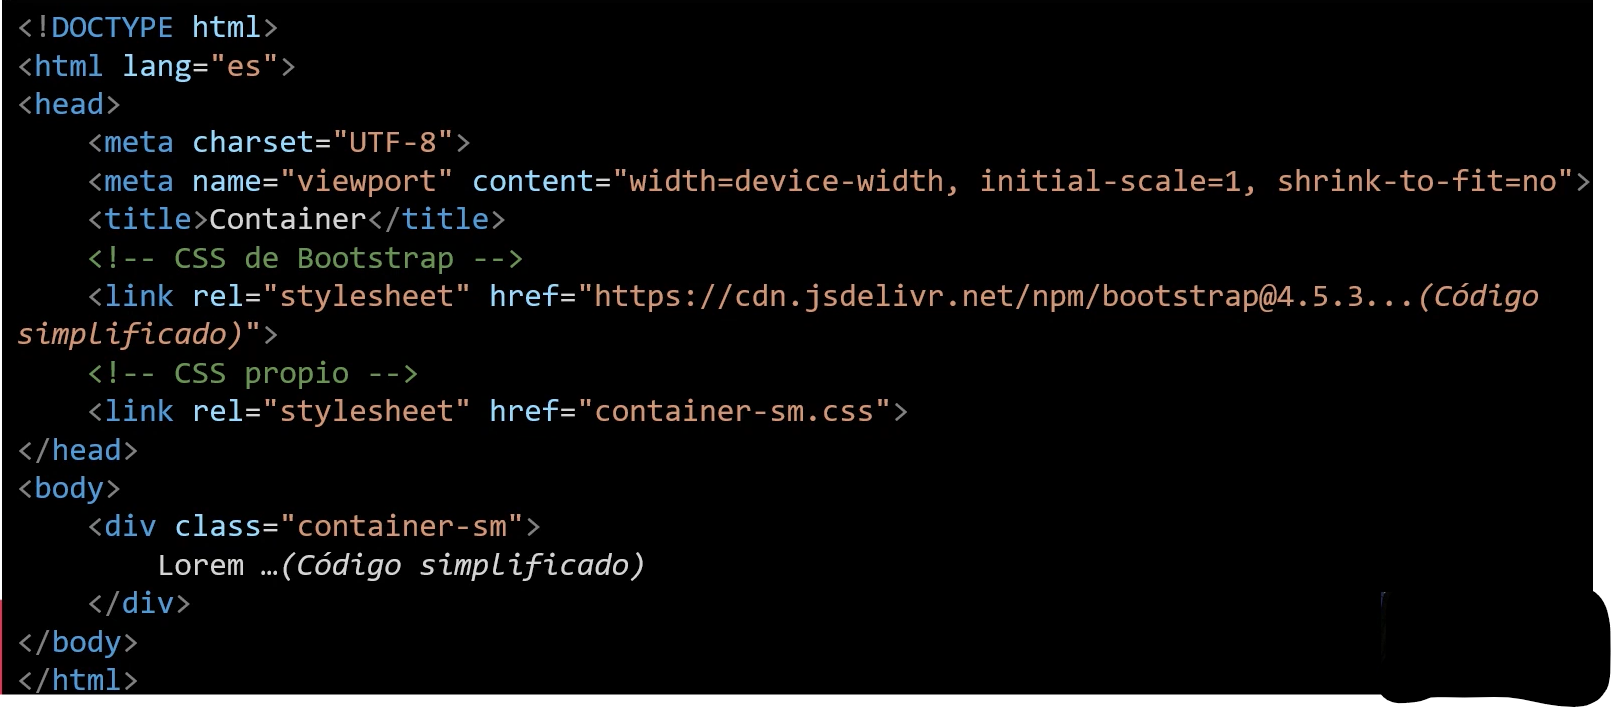 <!DOCTYPE html>
<html lang="es">
<head>
    <meta charset="UTF-8">
    <meta name="viewport" content="width=device-width, initial-scale=1, shrink-to-fit=no">
    <title>Container</title>
    <!-- CSS de Bootstrap -->
    <link rel="stylesheet" href="https://cdn.jsdelivr.net/npm/bootstrap@4.5.3...(Código
simplificado)">
    <!-- CSS propio -->
    <link rel="stylesheet" href="container-sm.css">
</head>
<body>
    <div class="container-sm">
        Lorem …(Código simplificado)
    </div>
</body>
</html>